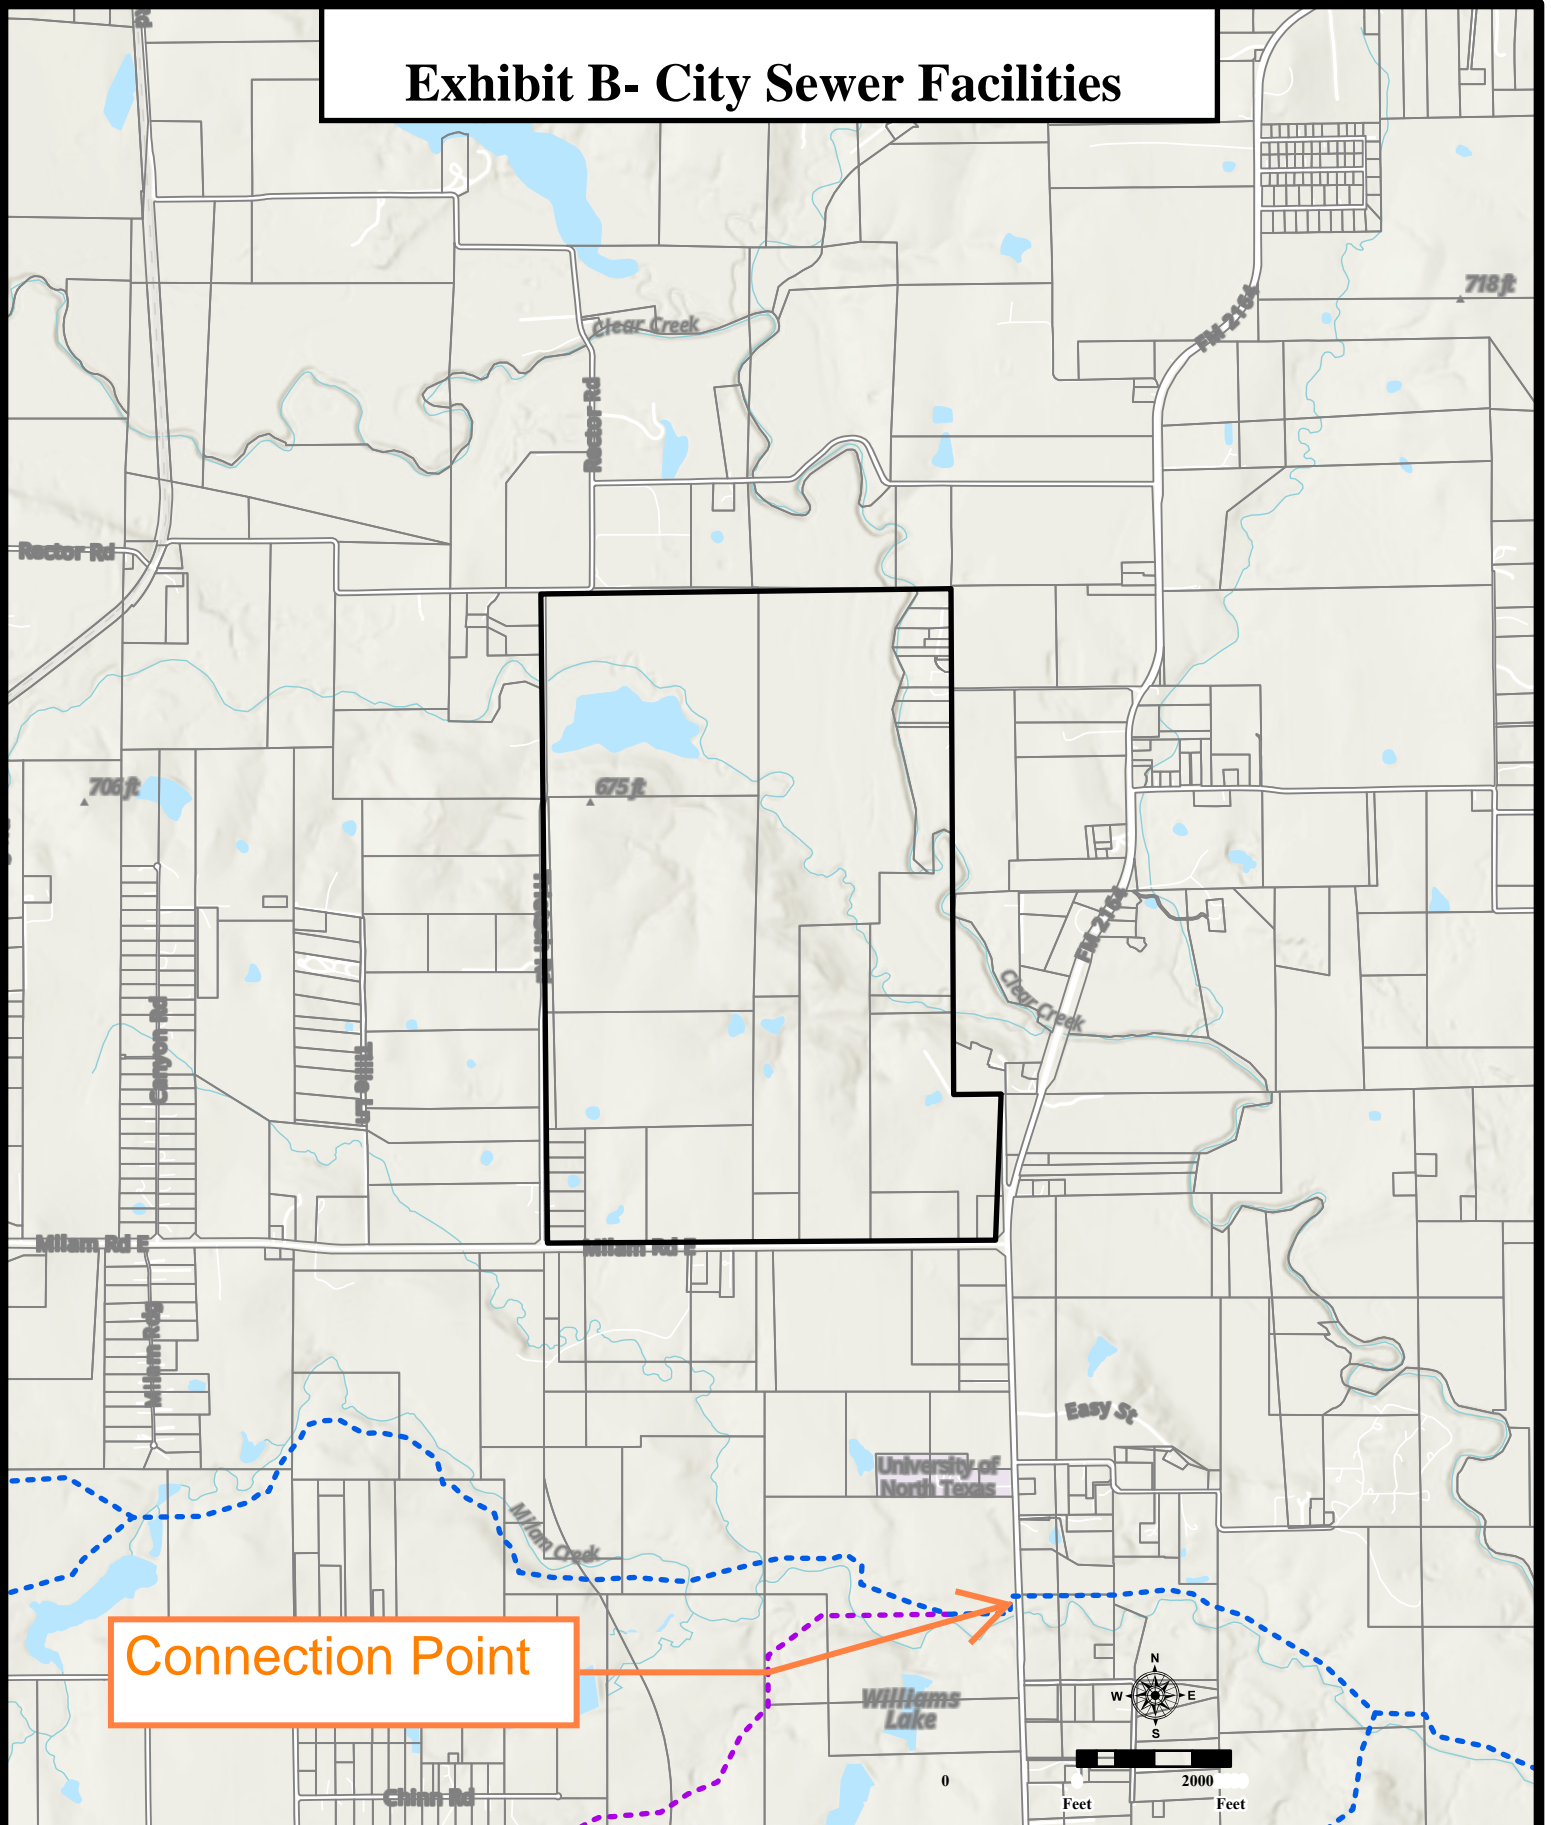 Exhibit B- City Sewer Facilities
718 ft
FM 2164
Clear Creek
Rector Rd
Rector Rd
706 ft
675 ft
FM 2164
Clear Creek
Canyon Rd
Milam Rd E
Milam Rd E
Milam Rdg
Easy St
University of
North Texas
Milam Creek
Connection Point
N
W
E
S
Williams
Lake
0
2000
Feet
Feet
Chinn Rd